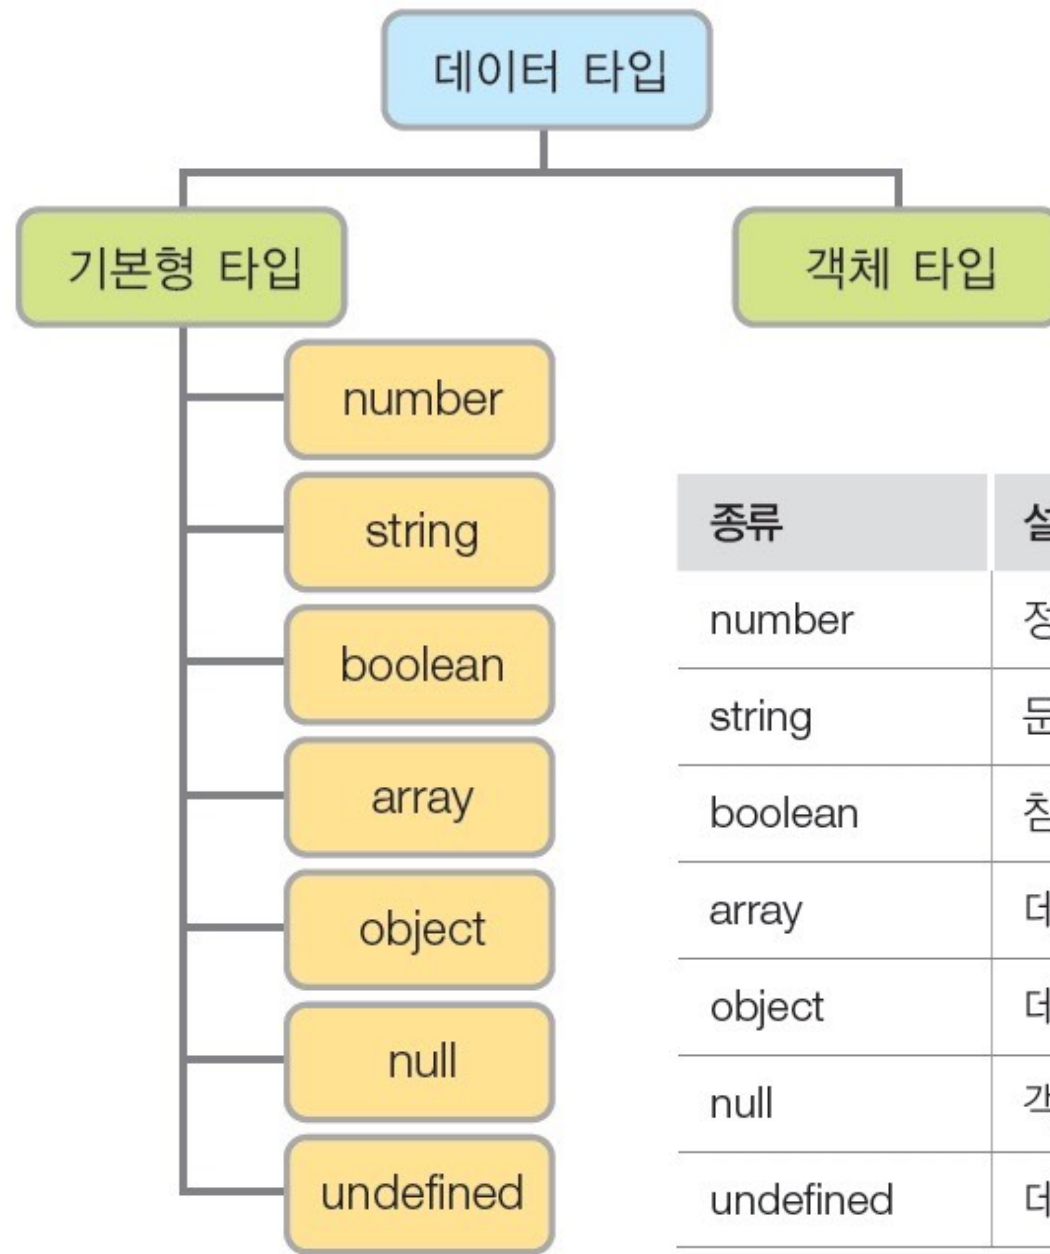 데이터 타입
기본형 타입
객체 타입
number
string
boolean
array
object
null
undefined
종류
number
string
boolean
array
object
null
undefined